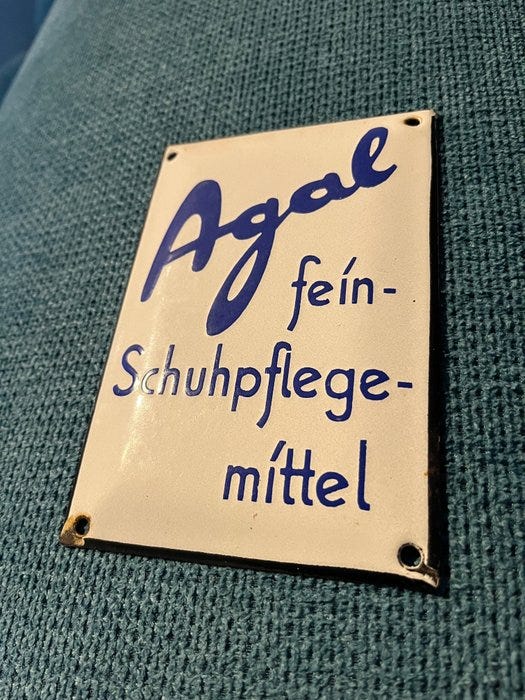 Agal
fein-
Schuhpflege-
mittel